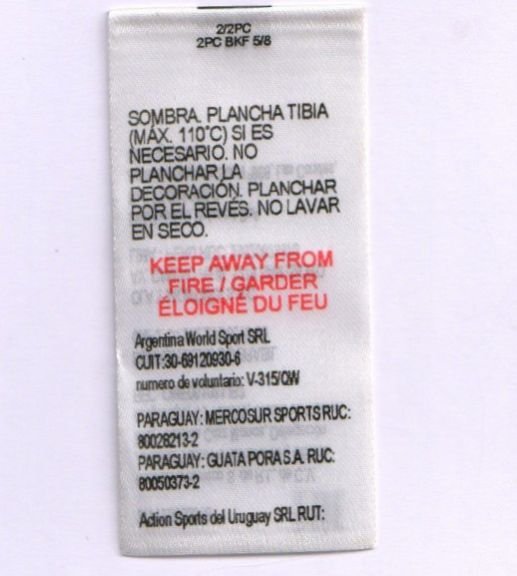 2/2PC
2PC BKF 5/8
SOMBRA. PLANCHA TIBIA
(MÁX. 110°C) SI ES
NECESARIO. NO
PLANCHAR LA
DECORACIÓN. PLANCHAR
POR EL REVÉS. NO LAVAR
EN SECO.
KEEP AWAY FROM
FIRE / GARDER
ÉLOIGNÉ DU FEU
Argentina World Sport SRL
CUIT:30-69120930-6
numero de voluntario: V-315/QW
PARAGUAY: MERCOSUR SPORTS RUC:
80028213-2
PARAGUAY: GUATA PORA S.A. RUC:
80050373-2
Action Sports del Uruguay SRL RUT: